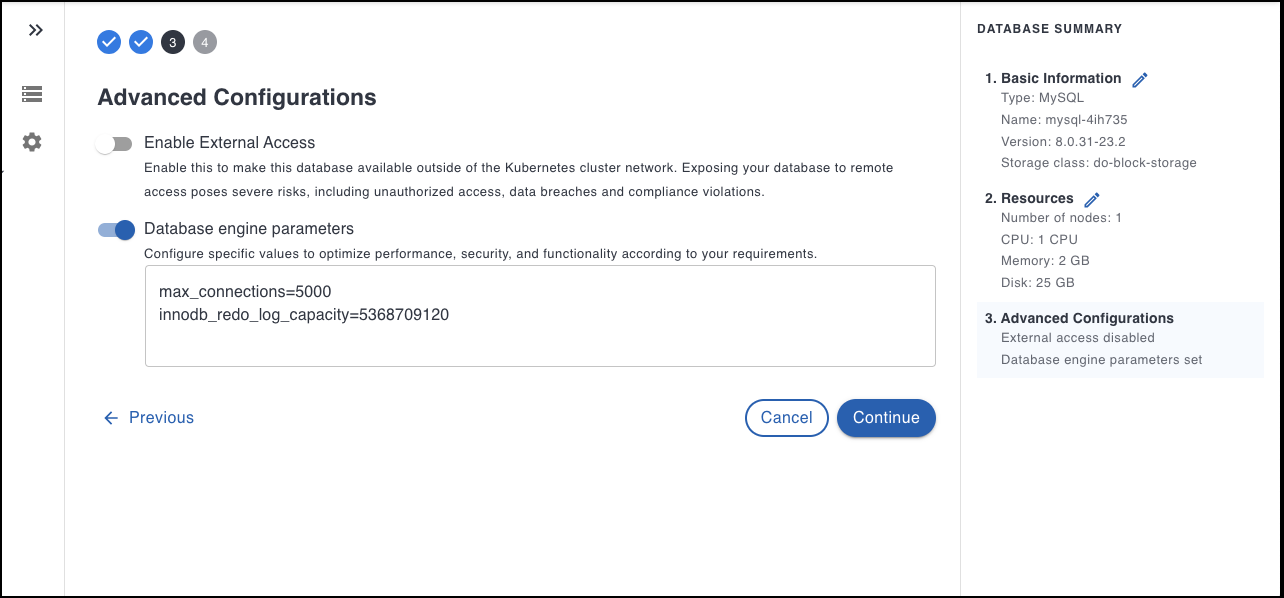 3 4
Advanced Configurations
Enable External Access
Enable this to make this database available outside of the Kubernetes cluster network. Exposing your database to remote
access poses severe risks, including unauthorized access, data breaches and compliance violations.
Database engine parameters
Configure specific values to optimize performance, security, and functionality according to your requirements.
max_connections=5000
innodb_redo_log_capacity=5368709120
Previous
Cancel
Continue
DATABASE SUMMARY
1. Basic Information
Type: MySQL
Name: mysql-4ih735
Version: 8.0.31-23.2
Storage class: do-block-storage
2. Resources
Number of nodes: 1
CPU: 1 CPU
Memory: 2 GB
Disk: 25 GB
3. Advanced Configurations
External access disabled
Database engine parameters set